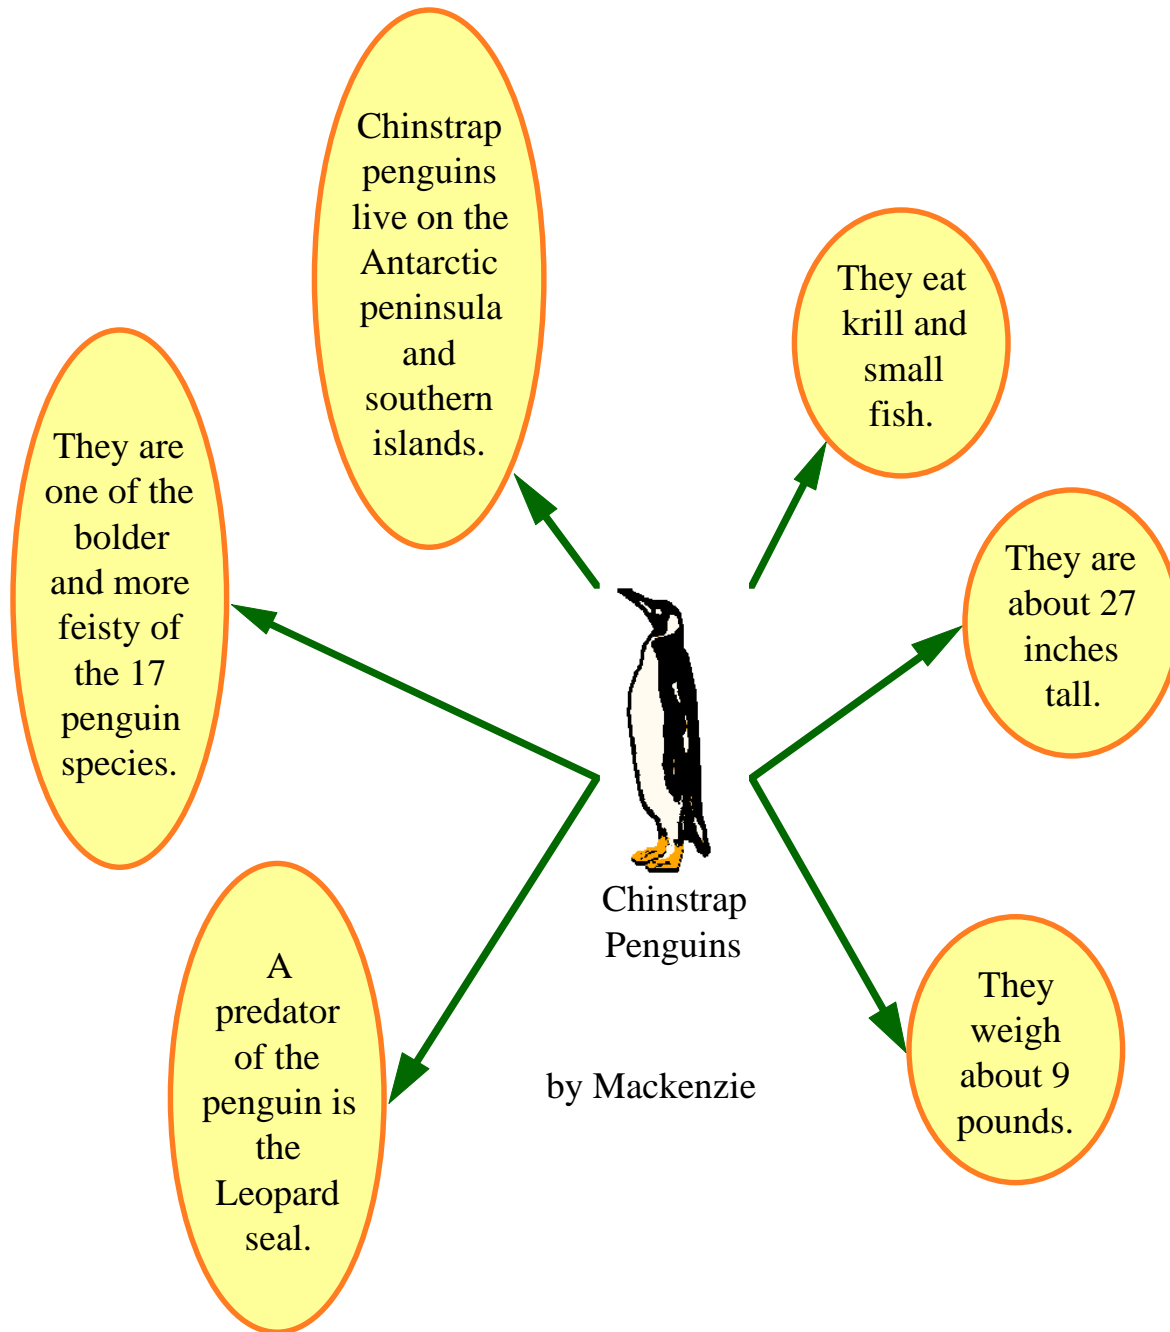 Chinstrap
penguins
live on the
Antarctic
peninsula
and
southern
islands.
They eat
krill and
small
fish.
They are
one of the
bolder
and more
feisty of
the 17
penguin
species.
They are
about 27
inches
tall.
Chinstrap
Penguins
A
predator
of the
penguin is
the
Leopard
seal.
They
weigh
about 9
pounds.
by Mackenzie